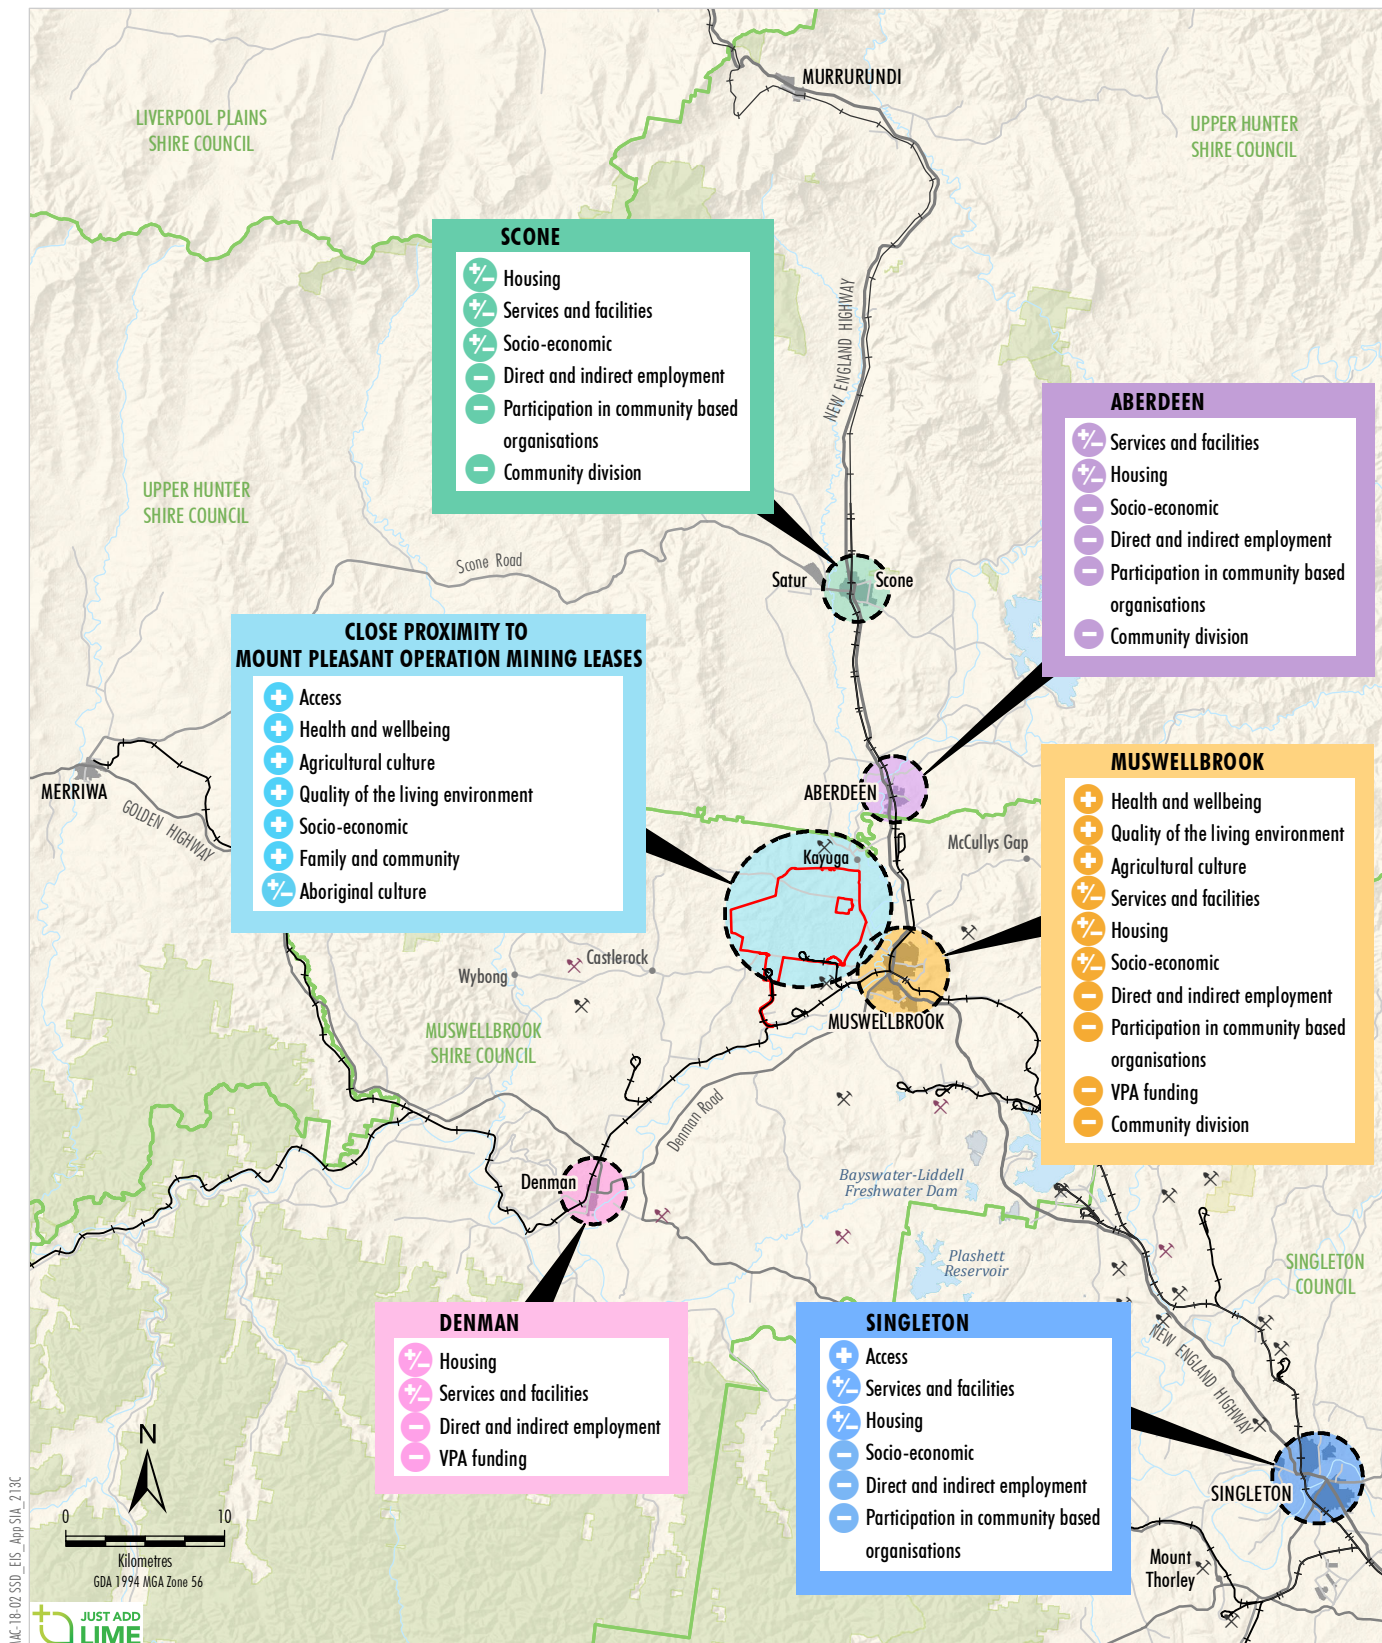 MURRURUNDI
LIVERPOOL PLAINS
SHIRE COUNCIL
UPPER HUNTER
SHIRE COUNCIL
SCONE
+/- Housing
+/- Services and facilities
+/- Socio-economic
- Direct and indirect employment
- Participation in community based
organisations
- Community division
NEW ENGLAND HIGHWAY
ABERDEEN
+/- Services and facilities
+/- Housing
- Socio-economic
- Direct and indirect employment
- Participation in community based
organisations
- Community division
UPPER HUNTER
SHIRE COUNCIL
Scone Road
Satur
Scone
CLOSE PROXIMITY TO
MOUNT PLEASANT OPERATION MINING LEASES
+ Access
+ Health and wellbeing
+ Agricultural culture
+ Quality of the living environment
+ Socio-economic
+ Family and community
+/- Aboriginal culture
MERRIWA
GOLDEN HIGHWAY
ABERDEEN
Kayuga
McCullys Gap
MUSWELLBROOK
+ Health and wellbeing
+ Quality of the living environment
+ Agricultural culture
+/- Services and facilities
+/- Housing
+/- Socio-economic
- Direct and indirect employment
- Participation in community based
organisations
- VPA funding
- Community division
Castlerock
Wybong
MUSWELLBROOK
MUSWELLBROOK
SHIRE COUNCIL
Denman Road
Denman
Bayswater-Liddell
Freshwater Dam
Plashett
Reservoir
SINGLETON
COUNCIL
NEW ENGLAND HIGHWAY
DENMAN
+/- Housing
+/- Services and facilities
- Direct and indirect employment
- VPA funding
SINGLETON
+ Access
+/- Services and facilities
+/- Housing
- Socio-economic
- Direct and indirect employment
- Participation in community based
organisations
SINGLETON
Mount
Thorley
N
0 10
Kilometres
GDA 1994 MGA Zone 56
JUST ADD
LIME
18-02 SSD_EIS_App SIA_213C